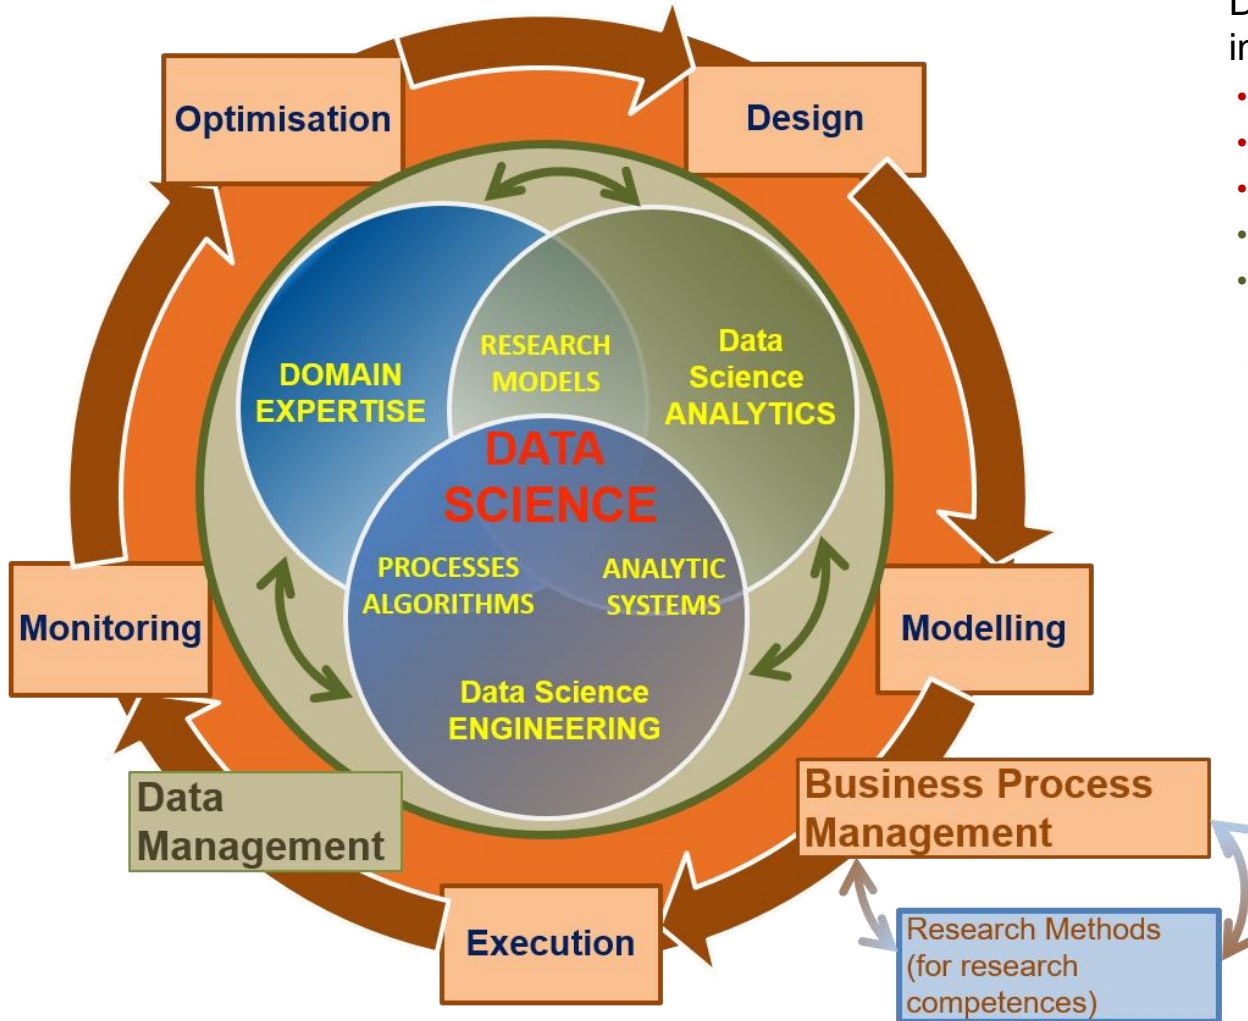 Optimisation
Design
RESEARCH
MODELS
Data
Science
ANALYTICS
DOMAIN
EXPERTISE
DATA
SCIENCE
PROCESSES
ALGORITHMS
ANALYTIC
SYSTEMS
Monitoring
Modelling
Data Science
ENGINEERING
Data
Management
Business Process
Management
Execution
Research Methods
(for research
competences)